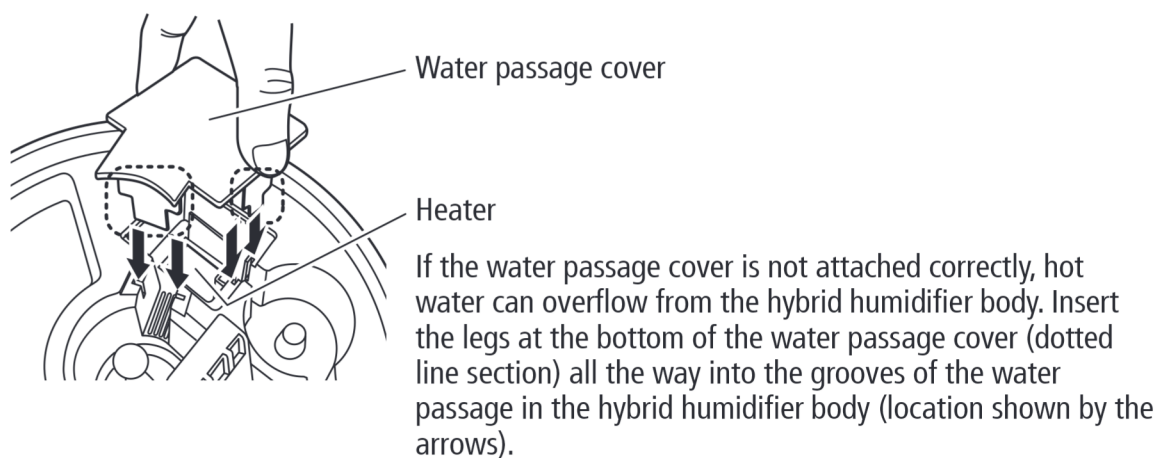 Water passage cover
Heater
If the water passage cover is not attached correctly, hot
water can overflow from the hybrid humidifier body. Insert
the legs at the bottom of the water passage cover (dotted
line section) all the way into the grooves of the water
passage in the hybrid humidifier body (location shown by the
arrows).